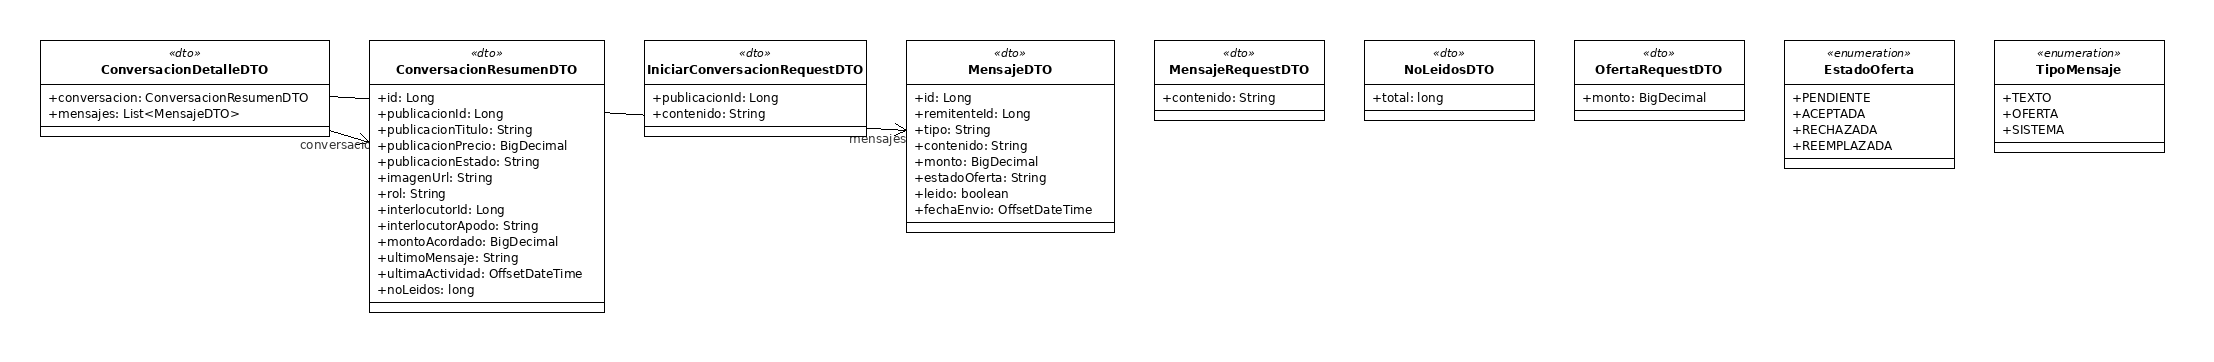 «dto»
ConversacionDetalleDTO
+conversacion: ConversacionResumenDTO
+mensajes: List<MensajeDTO>
conversacio
«dto»
ConversacionResumenDTO
+id: Long
+publicacionId: Long
+publicacionTitulo: String
+publicacionPrecio: BigDecimal
+publicacionEstado: String
+imagenUrl: String
+rol: String
+interlocutorId: Long
+interlocutorApodo: String
+montoAcordado: BigDecimal
+ultimoMensaje: String
+ultimaActividad: OffsetDateTime
+noLeidos: long
«dto»
IniciarConversacionRequestDTO
+publicacionId: Long
+contenido: String
mensajes
«dto»
MensajeDTO
+id: Long
+remitenteId: Long
+tipo: String
+contenido: String
+monto: BigDecimal
+estadoOferta: String
+leido: boolean
+fechaEnvio: OffsetDateTime
«dto»
MensajeRequestDTO
+contenido: String
«dto»
NoLeidosDTO
+total: long
«dto»
OfertaRequestDTO
+monto: BigDecimal
«enumeration»
EstadoOferta
+PENDIENTE
+ACEPTADA
+RECHAZADA
+REEMPLAZADA
«enumeration»
TipoMensaje
+TEXTO
+OFERTA
+SISTEMA